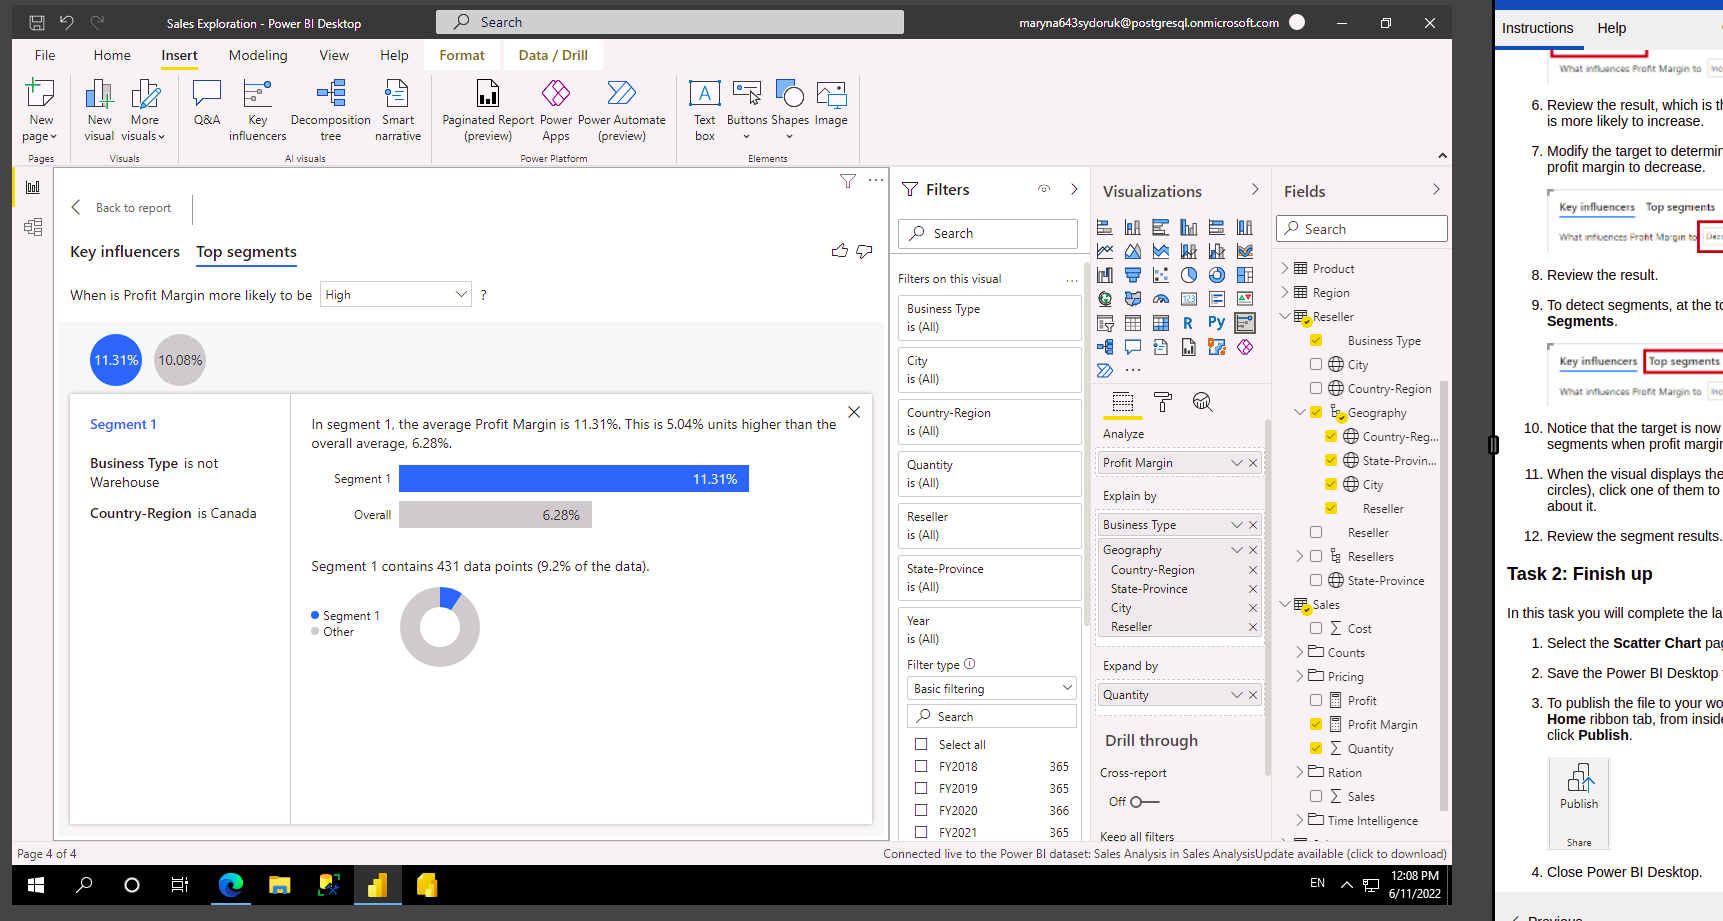 Sales Exploration - Power BI Desktop
Search
maryna643sydoruk@postgresql.onmicrosoft.com
File
Home
Insert
Modeling
View
Help
Format
Data / Drill
New page
New visual
More visuals
Q&A
Key influencers
Decomposition tree
Smart narrative
Paginated Report (preview)
Power Apps
Power Automate (preview)
Text box
Buttons
Shapes
Image
Pages
Visuals
AI visuals
Power Platform
Elements
Back to report
Key influencers
Top segments
When is Profit Margin more likely to be
High
?
11.31%
10.08%
Segment 1
Business Type is not
Warehouse
Country-Region is Canada
In segment 1, the average Profit Margin is 11.31%. This is 5.04% units higher than the
overall average, 6.28%.
Segment 1
11.31%
Overall
6.28%
Segment 1 contains 431 data points (9.2% of the data).
Segment 1
Other
Filters
Search
Filters on this visual
...
Business Type
is (All)
City
is (All)
Country-Region
is (All)
Quantity
is (All)
Reseller
is (All)
State-Province
is (All)
Year
is (All)
Filter type
Basic filtering
Search
Select all
FY2018 365
FY2019 365
FY2020 366
FY2021 365
Visualizations
123
R
Py
...
Analyze
Profit Margin
Explain by
Business Type
Geography
Country-Region
State-Province
City
Reseller
Expand by
Quantity
Drill through
Cross-report
Off
Keep all filters
Fields
Search
Product
Region
Reseller
Business Type
City
Country-Region
Geography
Country-Reg...
State-Provin...
City
Reseller
Reseller
Resellers
State-Province
Sales
Cost
Counts
Pricing
Profit
Profit Margin
Quantity
Ration
Sales
Time Intelligence
Page 4 of 4
Connected live to the Power BI dataset: Sales Analysis in Sales Analysis
Update available (click to download)
EN
12:08 PM
6/11/2022
Instructions
Help
What influences Profit Margin to
6. Review the result, which is th
is more likely to increase.
7. Modify the target to determin
profit margin to decrease.
Key influencers Top segments
What influences Profit Margin to
8. Review the result.
9. To detect segments, at the to
Segments.
Key influencers Top segments
What influences Profit Margin to
10. Notice that the target is now
segments when profit margin
11. When the visual displays the
circles), click one of them to
about it.
12. Review the segment results.
Task 2: Finish up
In this task you will complete the la
1. Select the Scatter Chart pag
2. Save the Power BI Desktop
3. To publish the file to your wo
Home ribbon tab, from inside
click Publish.
Publish
Share
4. Close Power BI Desktop.
Previous